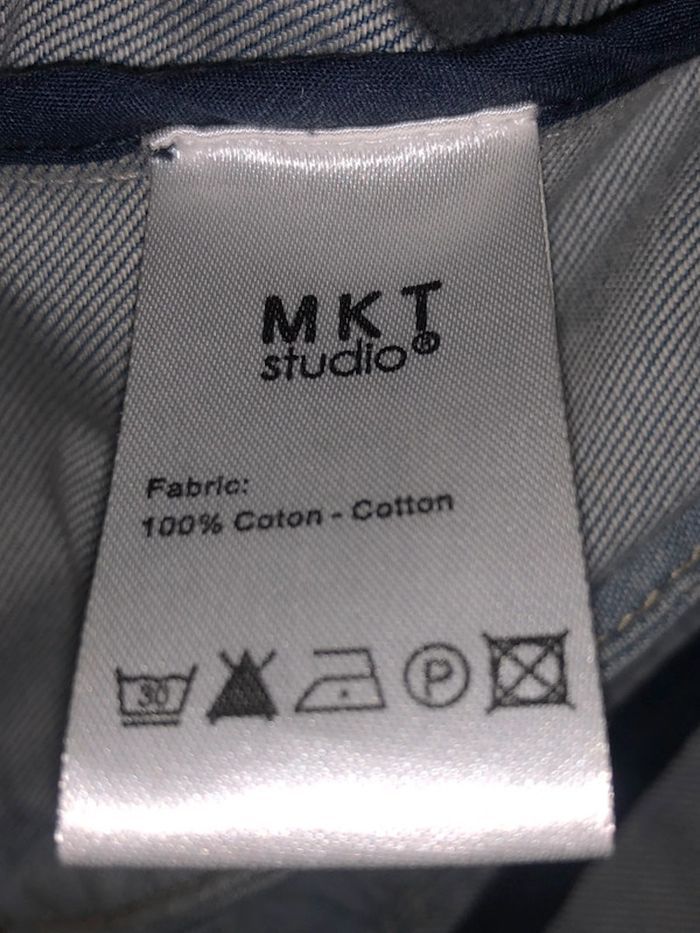 MKT
studio®
Fabric:
100% Coton - Cotton
30
P